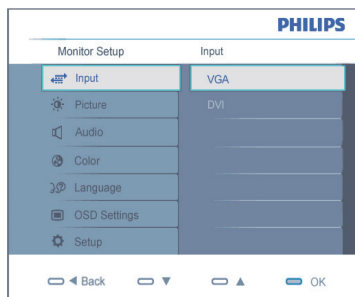 PHILIPS
Monitor Setup Input
Input VGA
Picture DVI
Audio
Color
Language
OSD Settings
Setup
Back OK